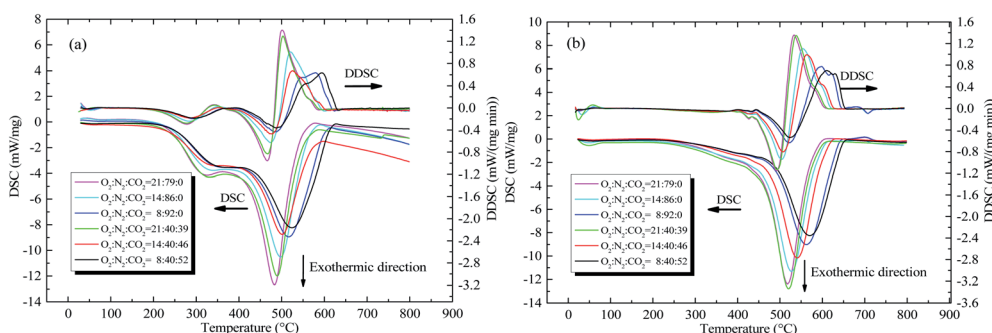 (a)
DSC (mW/mg)
8
6
4
2
0
-2
-4
-6
-8
-10
-12
-14
DDSC
DSC
O₂:N₂:CO₂=21:79:0
O₂:N₂:CO₂=14:86:0
O₂:N₂:CO₂= 8:92:0
O₂:N₂:CO₂=21:40:39
O₂:N₂:CO₂=14:40:46
O₂:N₂:CO₂= 8:40:52
Exothermic direction
1.6
1.2
0.8
0.4
0.0
-0.4
-0.8
-1.2
-1.6
-2.0
-2.4
-2.8
-3.2
DDSC (mW/(mg min))
0 100 200 300 400 500 600 700 800 900
Temperature (°C)
(b)
DSC (mW/mg)
10
8
6
4
2
0
-2
-4
-6
-8
-10
-12
-14
DDSC
DSC
O₂:N₂:CO₂=21:79:0
O₂:N₂:CO₂=14:86:0
O₂:N₂:CO₂= 8:92:0
O₂:N₂:CO₂=21:40:39
O₂:N₂:CO₂=14:40:46
O₂:N₂:CO₂= 8:40:52
Exothermic direction
1.6
1.2
0.8
0.4
0.0
-0.4
-0.8
-1.2
-1.6
-2.0
-2.4
-2.8
-3.2
-3.6
DDSC (mW/(mg min))
0 100 200 300 400 500 600 700 800 900
Temperature (°C)